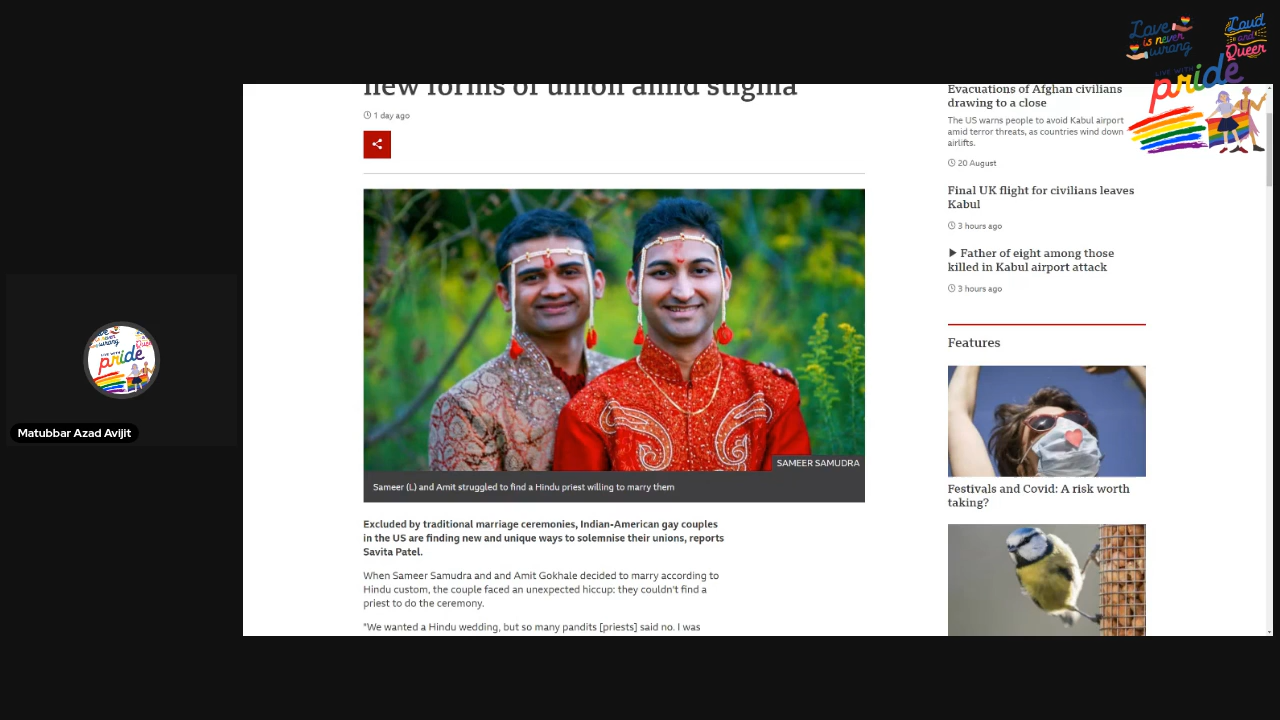 Love
is never
wrong
Loud
and
Queer
LIVE WITH
pride
new forms of union amid stigma
1 day ago
SAMEER SAMUDRA
Sameer (L) and Amit struggled to find a Hindu priest willing to marry them
Excluded by traditional marriage ceremonies, Indian-American gay couples
in the US are finding new and unique ways to solemnise their unions, reports
Savita Patel.
When Sameer Samudra and and Amit Gokhale decided to marry according to
Hindu custom, the couple faced an unexpected hiccup: they couldn't find a
priest to do the ceremony.
"We wanted a Hindu wedding, but so many pandits [priests] said no. I was
Evacuations of Afghan civilians
drawing to a close
The US warns people to avoid Kabul airport
amid terror threats, as countries wind down
airlifts.
20 August
Final UK flight for civilians leaves
Kabul
3 hours ago
Father of eight among those
killed in Kabul airport attack
3 hours ago
Features
Festivals and Covid: A risk worth
taking?
pride
Matubbar Azad Avijit